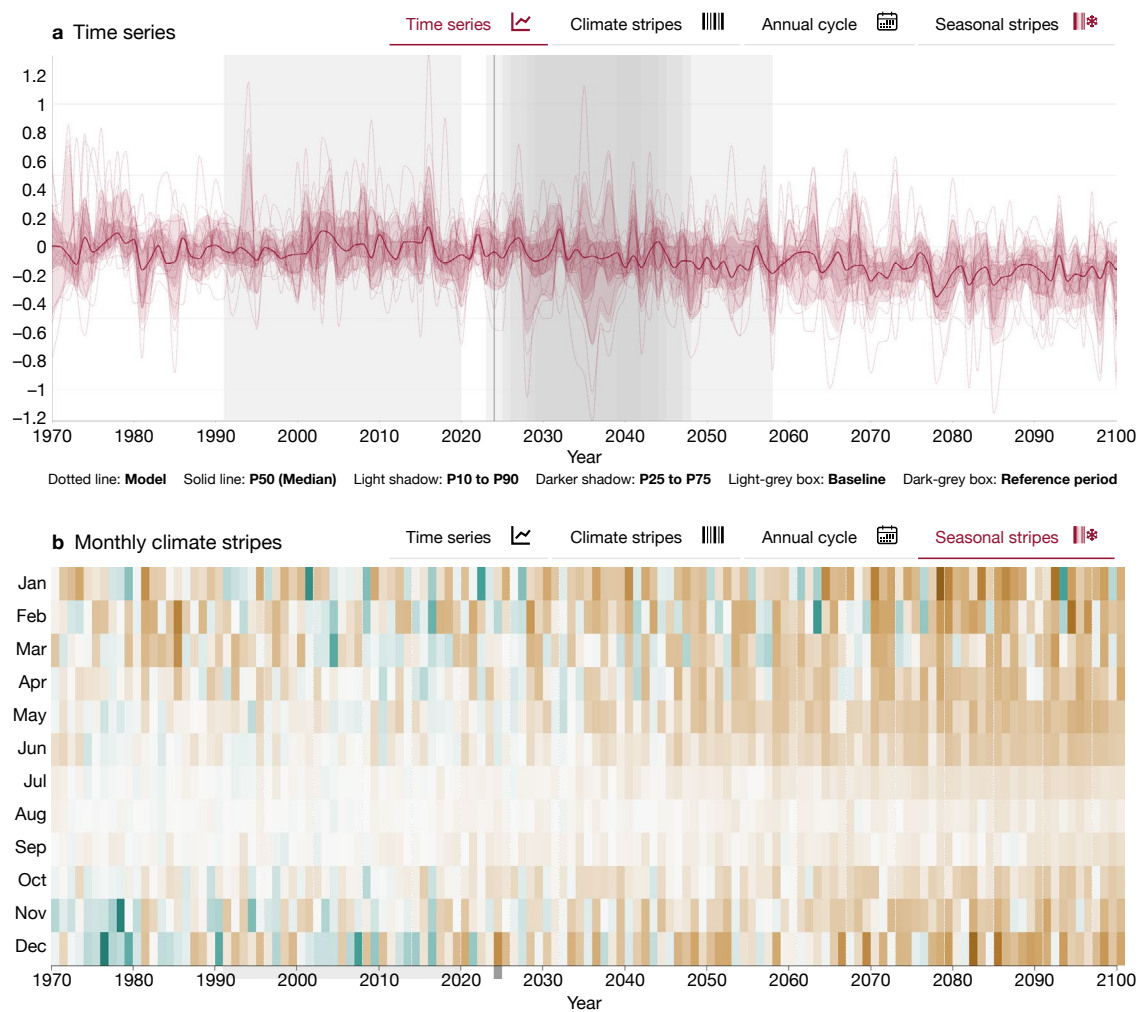 a Time series
Time series
Climate stripes
Annual cycle
Seasonal stripes
1.2
1
0.8
0.6
0.4
0.2
0
−0.2
−0.4
−0.6
−0.8
−1
−1.2
1970 1980 1990 2000 2010 2020 2030 2040 2050 2060 2070 2080 2090 2100
Year
Dotted line: Model Solid line: P50 (Median) Light shadow: P10 to P90 Darker shadow: P25 to P75 Light-grey box: Baseline Dark-grey box: Reference period
b Monthly climate stripes
Time series
Climate stripes
Annual cycle
Seasonal stripes
Jan
Feb
Mar
Apr
May
Jun
Jul
Aug
Sep
Oct
Nov
Dec
1970 1980 1990 2000 2010 2020 2030 2040 2050 2060 2070 2080 2090 2100
Year